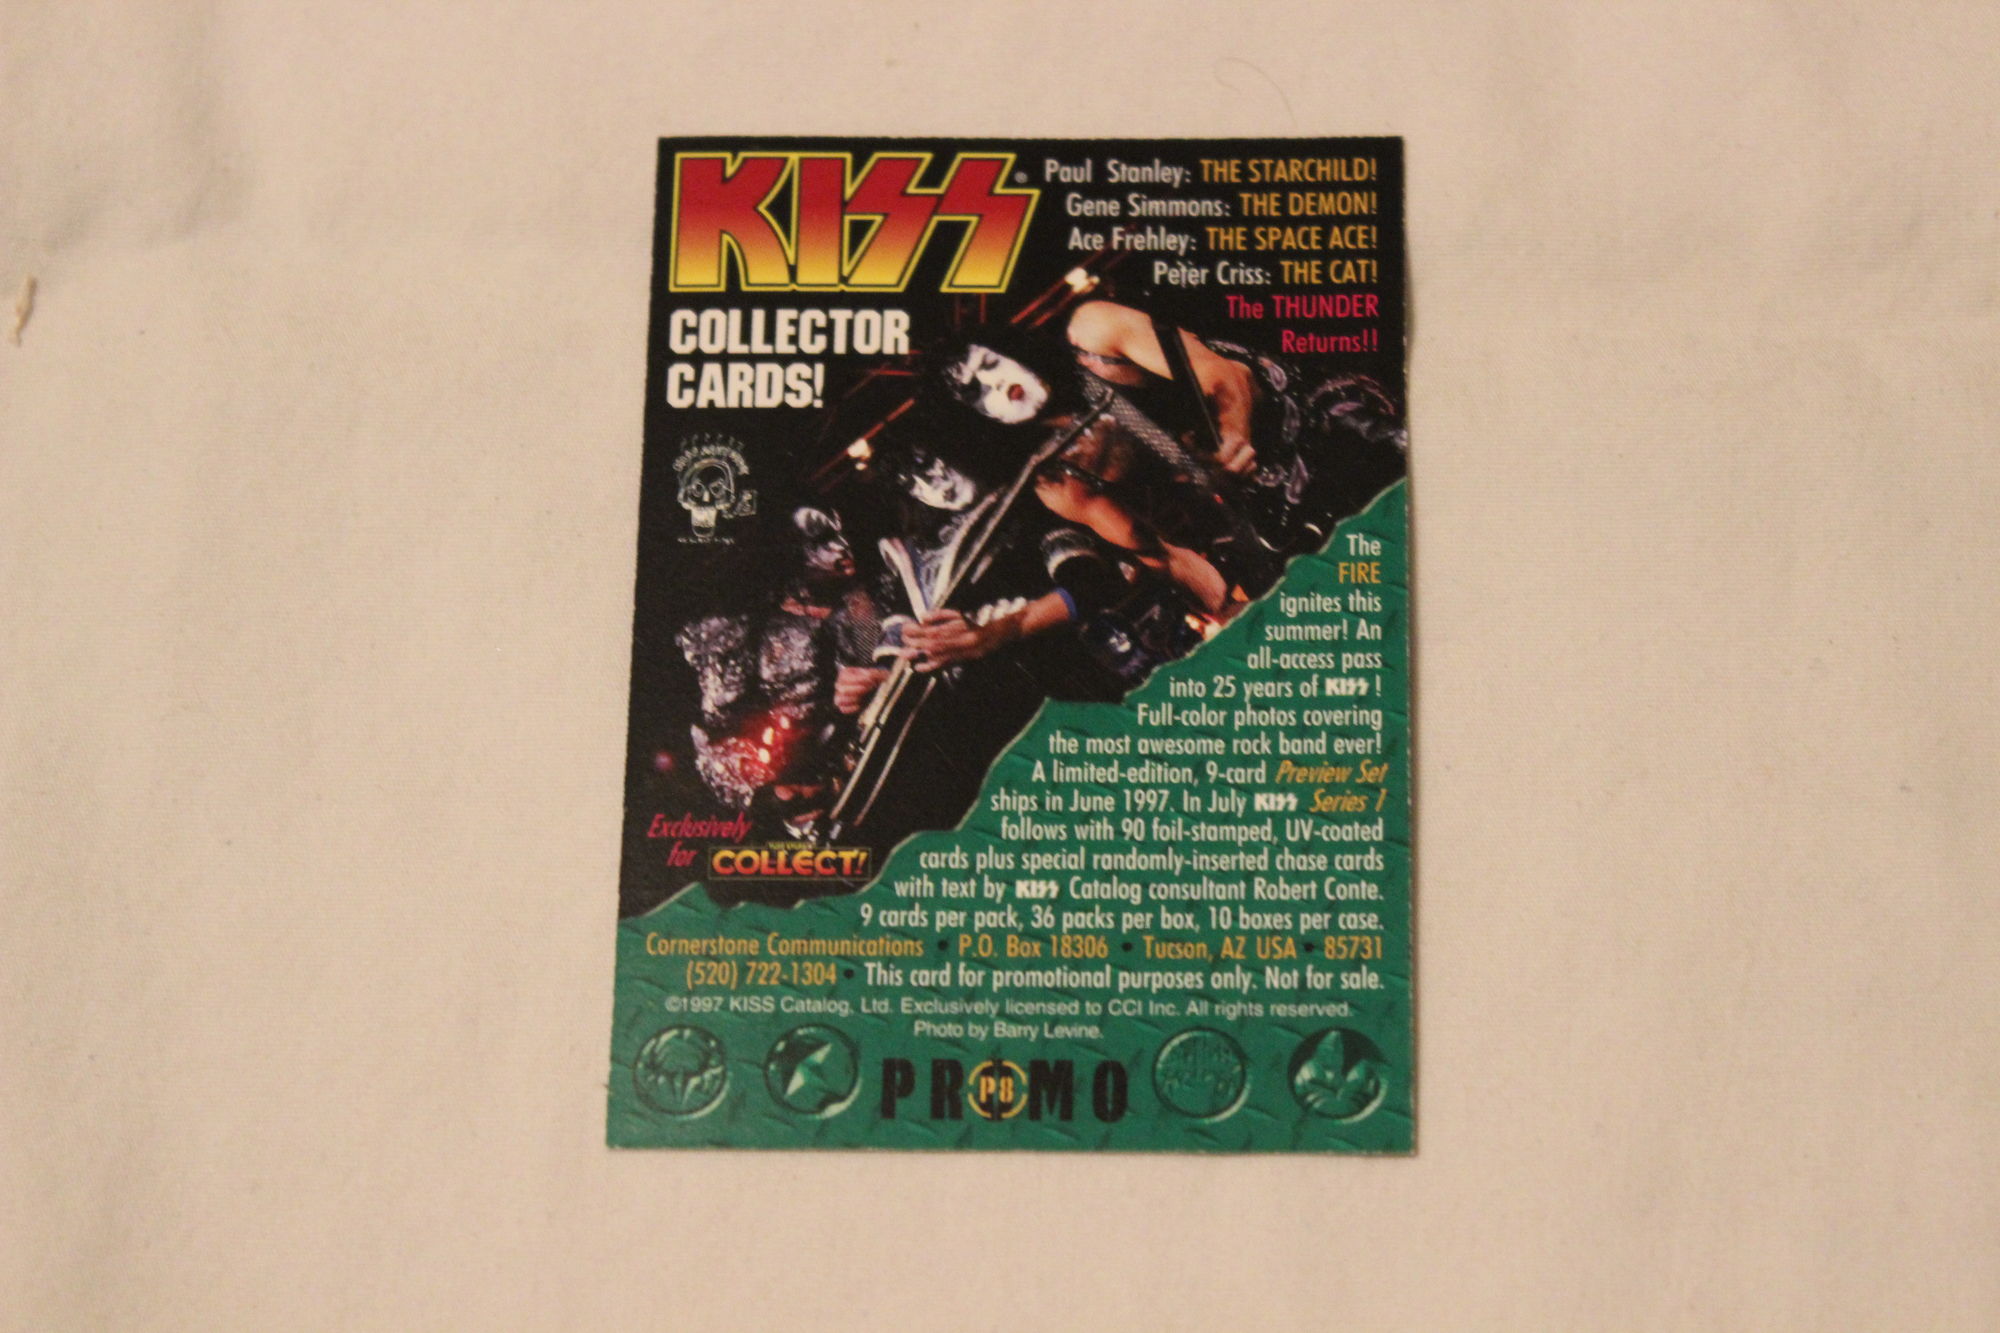 KISS®
COLLECTOR
CARDS!
Paul Stanley: THE STARCHILD!
Gene Simmons: THE DEMON!
Ace Frehley: THE SPACE ACE!
Peter Criss: THE CAT!
The THUNDER
Returns!!
The
FIRE
ignites this
summer! An
all-access pass
into 25 years of KISS !
Full-color photos covering
the most awesome rock band ever!
A limited-edition, 9-card Preview Set
ships in June 1997. In July KISS Series 1
follows with 90 foil-stamped, UV-coated
cards plus special randomly-inserted chase cards
with text by KISS Catalog consultant Robert Conte.
9 cards per pack, 36 packs per box, 10 boxes per case.
Exclusively
for COLLECT!
Cornerstone Communications • P.O. Box 18306 • Tucson, AZ USA • 85731
(520) 722-1304 • This card for promotional purposes only. Not for sale.
©1997 KISS Catalog, Ltd. Exclusively licensed to CCI Inc. All rights reserved.
Photo by Barry Levine.
PROMO
P8